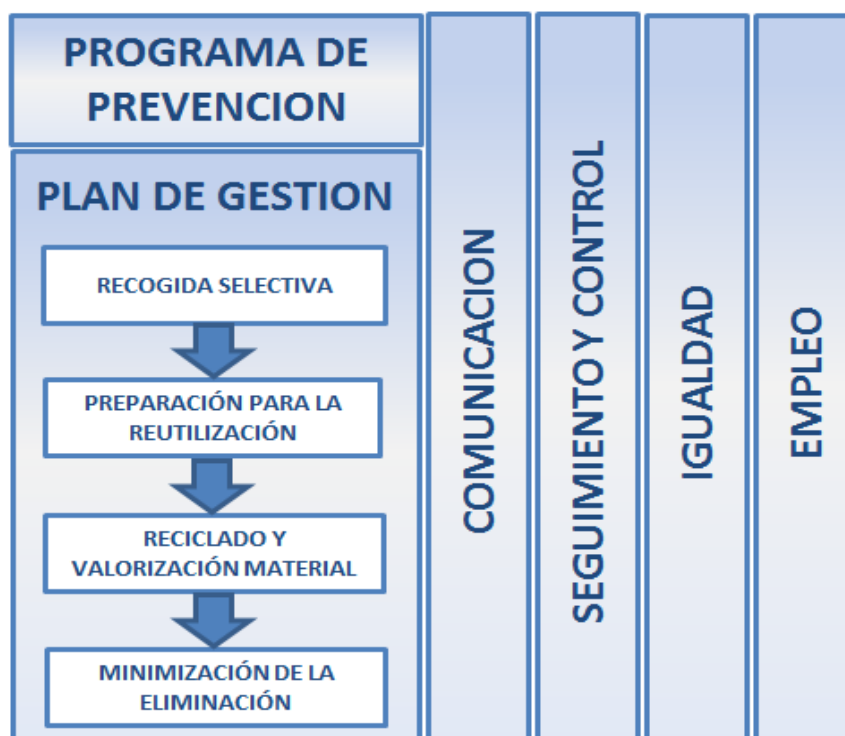 PROGRAMA DE
PREVENCION
PLAN DE GESTION
RECOGIDA SELECTIVA
PREPARACIÓN PARA LA
REUTILIZACIÓN
RECICLADO Y
VALORIZACIÓN MATERIAL
MINIMIZACIÓN DE LA
ELIMINACIÓN
COMUNICACION
SEGUIMIENTO Y CONTROL
IGUALDAD
EMPLEO